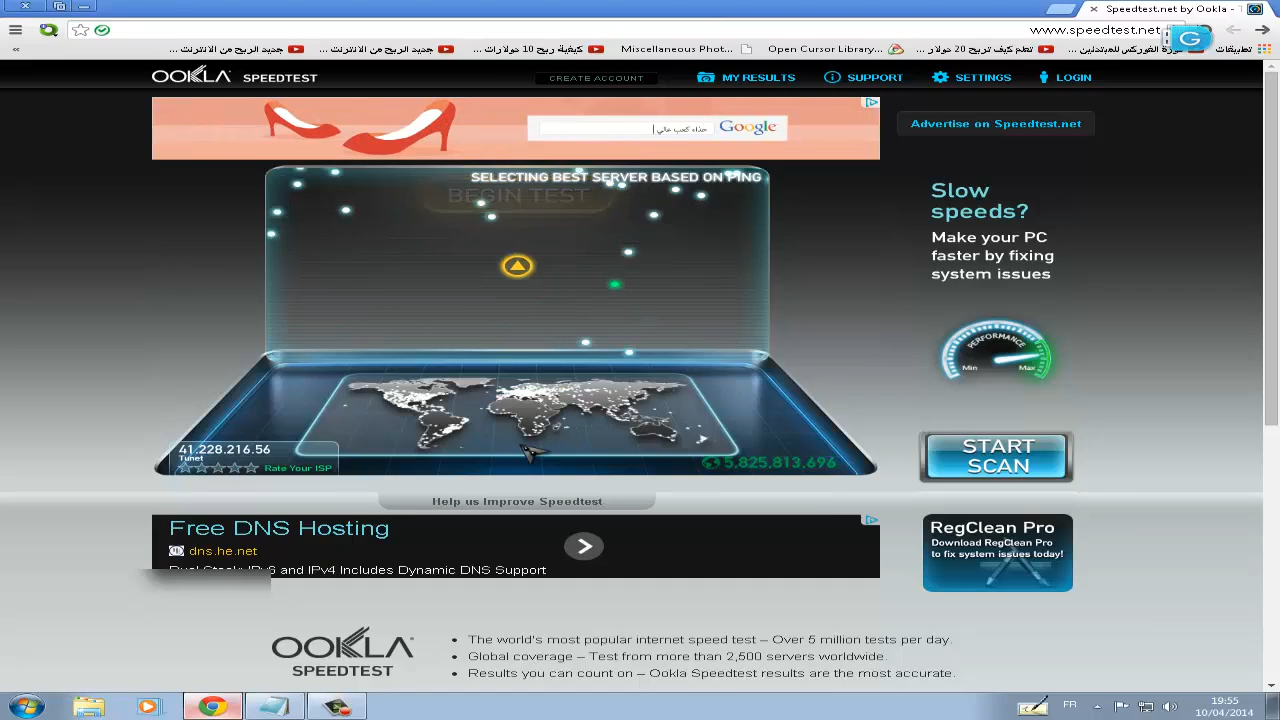 Speedtest.net by Ookla -
www.speedtest.net
جديد الربح من الانترنت ...
جديد الربح من الانترنت ...
كيفية ربح 10 دولارات ...
Miscellaneous Phot...
Open Cursor Library...
تعلم كيف تربح 20 دولار ...
تطبيقات
OOKLA SPEEDTEST
CREATE ACCOUNT
MY RESULTS
SUPPORT
SETTINGS
LOGIN
حذاء كعب عالي
Google
Advertise on Speedtest.net
SELECTING BEST SERVER BASED ON PING
BEGIN TEST
Slow
speeds?
Make your PC
faster by fixing
system issues
PERFORMANCE
Min
Max
START
SCAN
41.228.216.56
Tunet
Rate Your ISP
5,825,813,696
Help us Improve Speedtest
Free DNS Hosting
dns.he.net
Dual Stack: IPv6 and IPv4 Includes Dynamic DNS Support
RegClean Pro
Download RegClean Pro
to fix system issues today!
OOKLA
SPEEDTEST
• The world's most popular internet speed test – Over 5 million tests per day.
• Global coverage – Test from more than 2,500 servers worldwide.
• Results you can count on – Ookla Speedtest results are the most accurate.
FR
19:55
10/04/2014